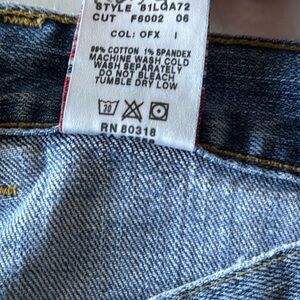 STYLE 81LGA72
CUT F6002 06
COL: OFX I
99% COTTON 1% SPANDEX
MACHINE WASH COLD
WASH SEPARATELY
DO NOT BLEACH
TUMBLE DRY LOW
30
RN 80318